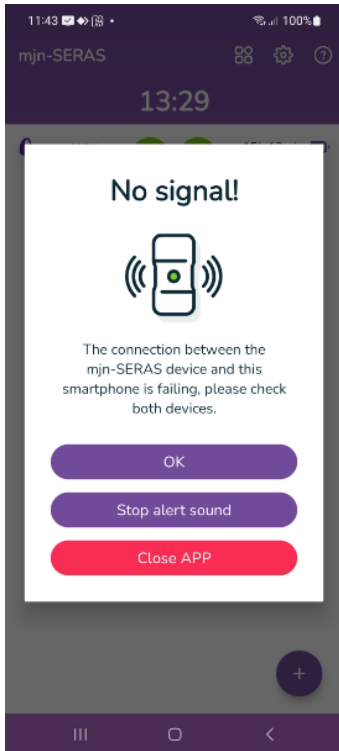 11:43 100%
mjn-SERAS
13:29
No signal!
The connection between the
mjn-SERAS device and this
smartphone is failing, please check
both devices.
OK
Stop alert sound
Close APP